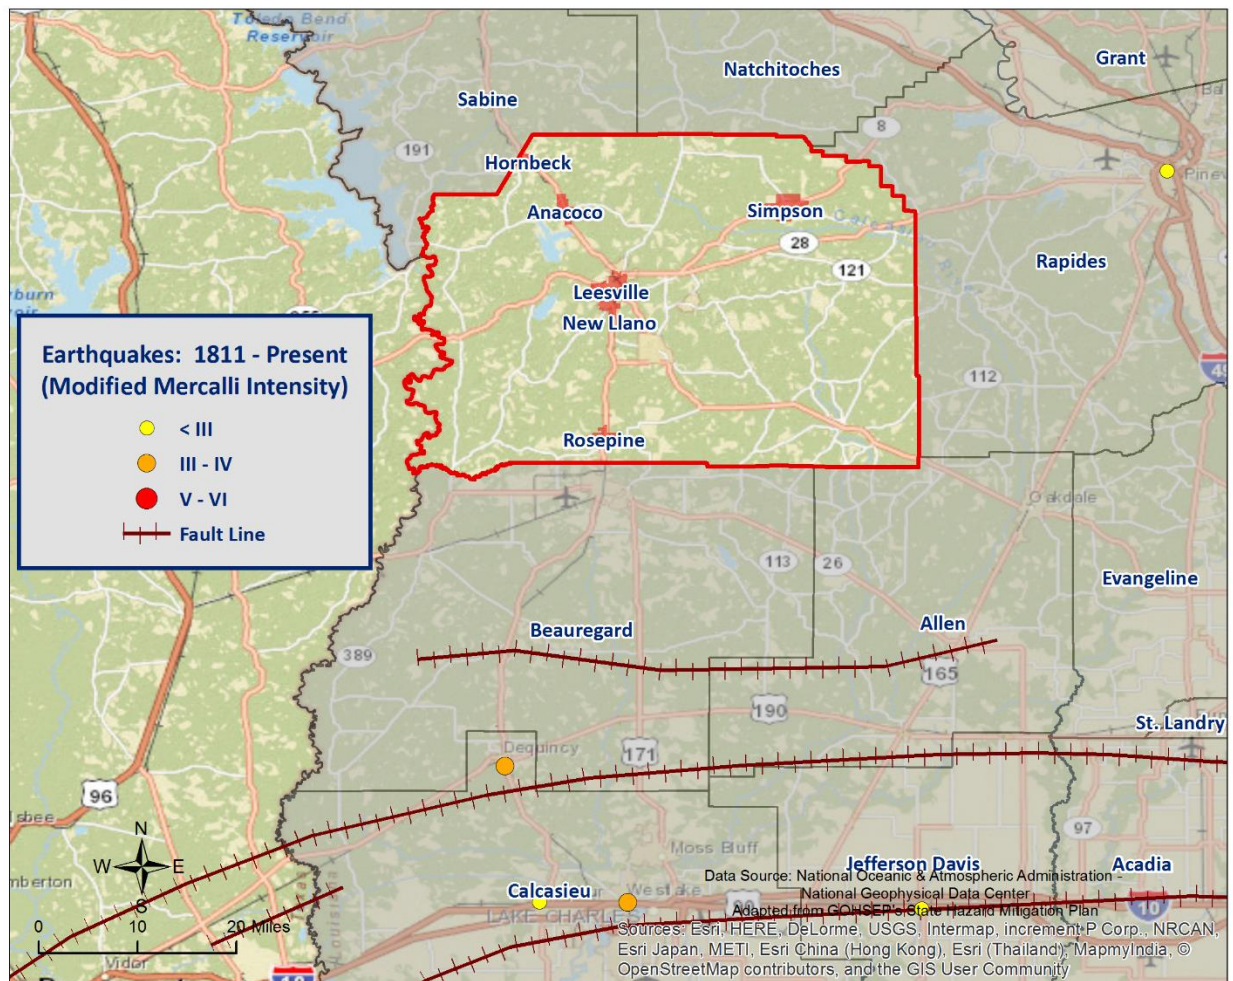 Toledo Bend
Reservoir
Grant
Natchitoches
Sabine
8
191
Hornbeck
Pinev
Anacoco
Simpson
28
Rapides
121
Leesville
New Llano
Earthquakes: 1811 - Present
(Modified Mercalli Intensity)
< III
III - IV
V - VI
Fault Line
49
112
Rosepine
Oakdale
113
26
Evangeline
Beauregard
Allen
389
165
190
St. Landry
Dequincy
171
96
N
W
E
S
97
Moss Bluff
Jefferson Davis
Acadia
Calcasieu
Westlake
LAKE CHARLES
90
10
Data Source: National Oceanic & Atmospheric Administration -
National Geophysical Data Center
Adapted from GOHSEP's State Hazard Mitigation Plan
0
10
20 Miles
Vidor
Sources: Esri, HERE, DeLorme, USGS, Intermap, increment P Corp., NRCAN,
Esri Japan, METI, Esri China (Hong Kong), Esri (Thailand), MapmyIndia, ©
OpenStreetMap contributors, and the GIS User Community